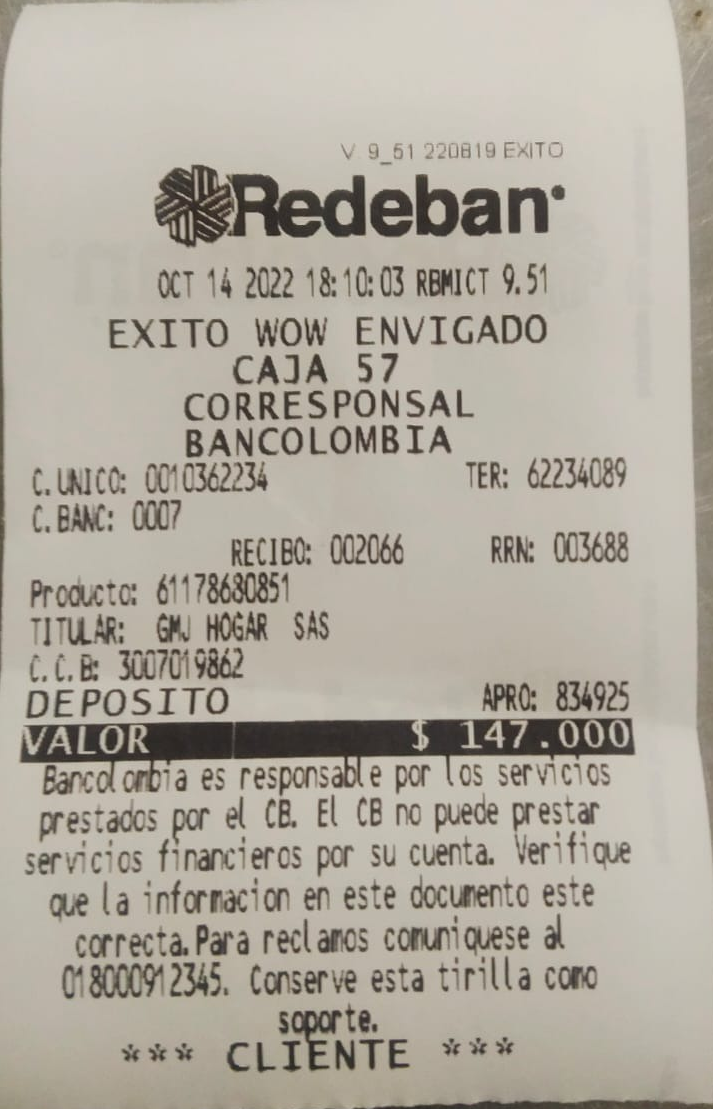 V. 9_51 220819 EXITO
Redeban
OCT 14 2022 18:10:03 RBMICT 9.51
EXITO WOW ENVIGADO
CAJA 57
CORRESPONSAL
BANCOLOMBIA
C. UNICO: 0010362234 TER: 62234089
C. BANC: 0007
RECIBO: 002066 RRN: 003688
Producto: 61178680851
TITULAR: GMJ HOGAR SAS
C.C.B: 3007019862
DEPOSITO APRO: 834925
VALOR $ 147.000
Bancolombia es responsable por los servicios
prestados por el CB. El CB no puede prestar
servicios financieros por su cuenta. Verifique
que la informacion en este documento este
correcta. Para reclamos comuniquese al
018000912345. Conserve esta tirilla como
soporte.
*** CLIENTE ***